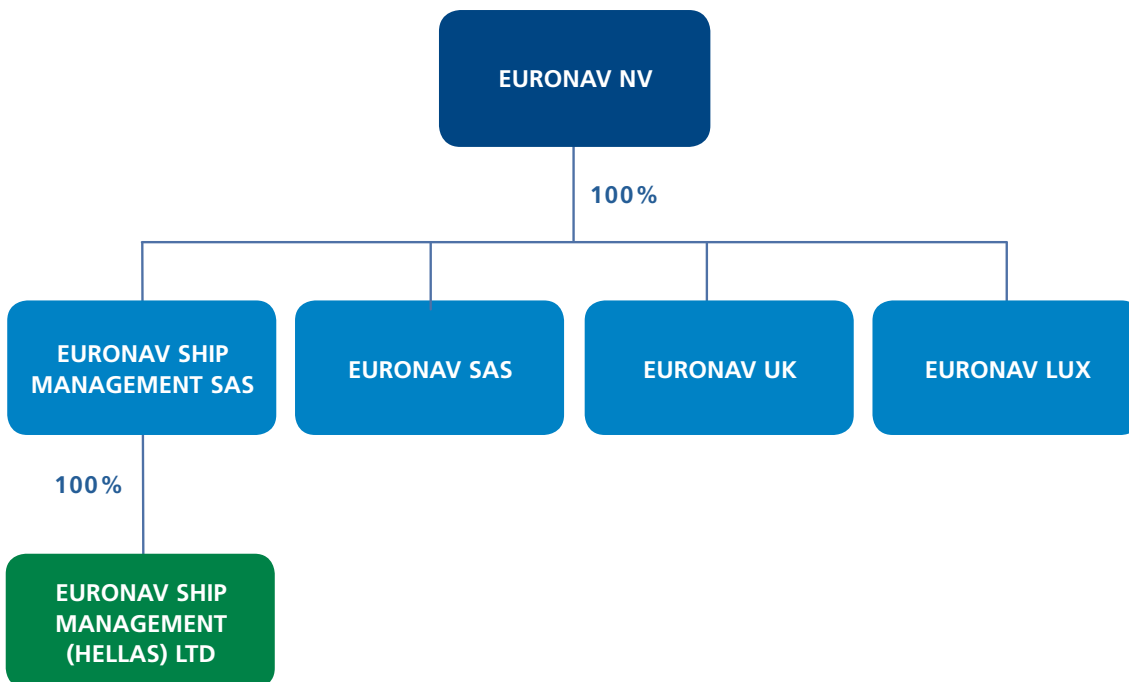 EURONAV NV
100%
EURONAV SHIP
MANAGEMENT SAS
EURONAV SAS
EURONAV UK
EURONAV LUX
100%
EURONAV SHIP
MANAGEMENT
(HELLAS) LTD